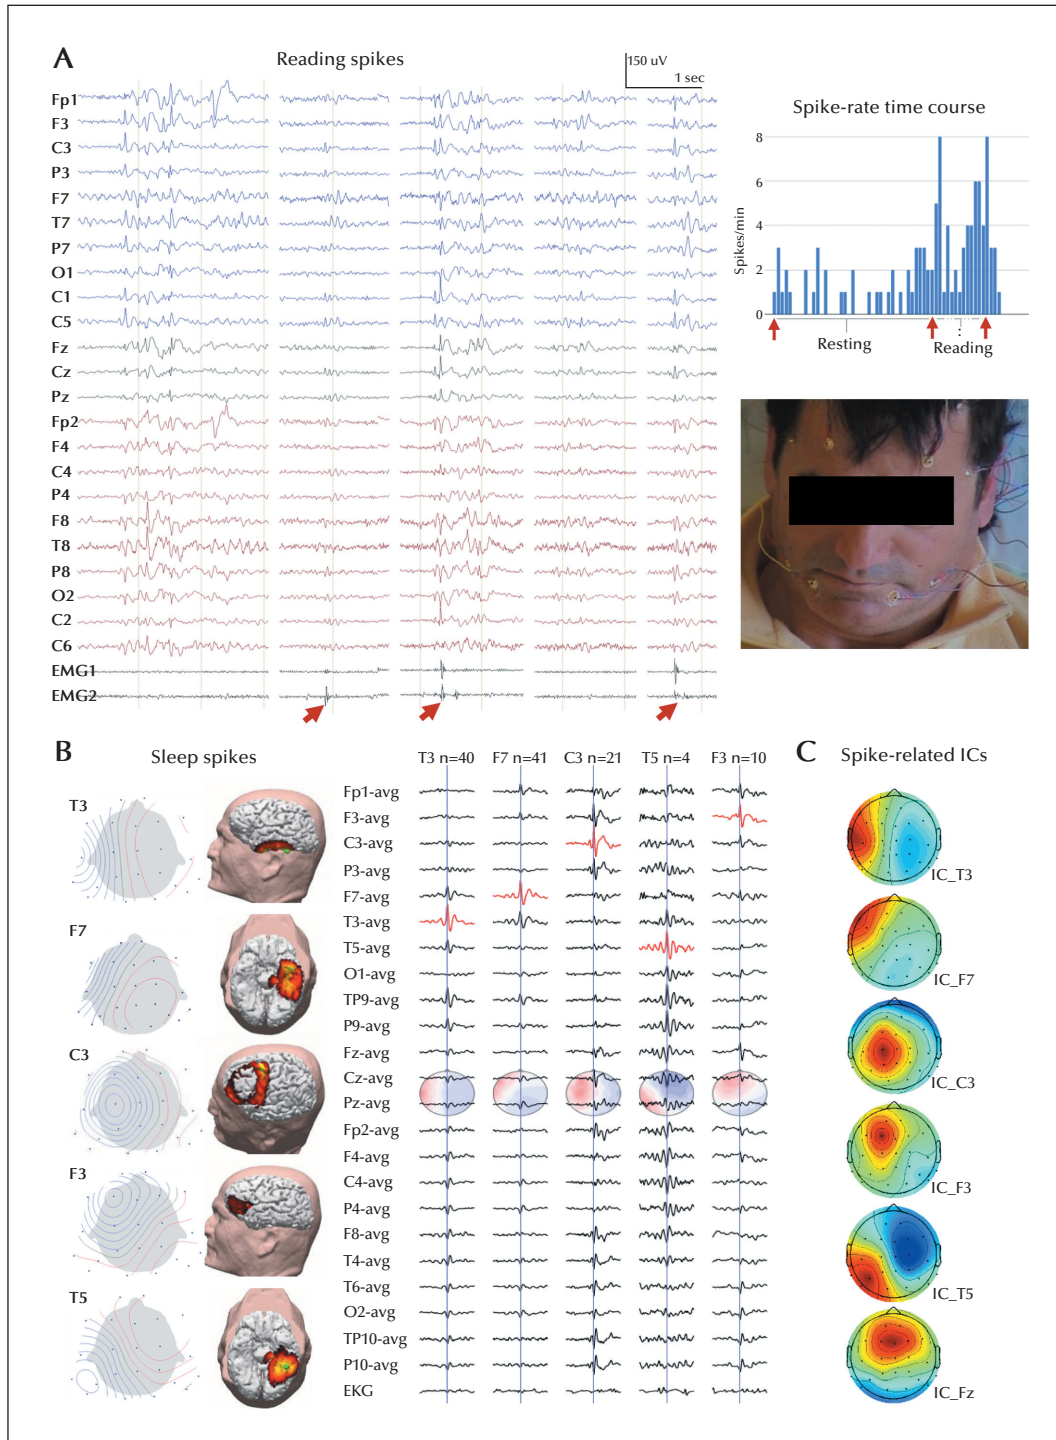 A
Reading spikes
150 uV
1 sec
Fp1
F3
C3
P3
F7
T7
P7
O1
C1
C5
Fz
Cz
Pz
Fp2
F4
C4
P4
F8
T8
P8
O2
C2
C6
EMG1
EMG2
Spike-rate time course
Spikes/min
8
6
4
2
0
Resting
Reading
B
Sleep spikes
T3
F7
C3
F3
T5
T3 n=40
F7 n=41
C3 n=21
T5 n=4
F3 n=10
Fp1-avg
F3-avg
C3-avg
P3-avg
F7-avg
T3-avg
T5-avg
O1-avg
TP9-avg
P9-avg
Fz-avg
Cz-avg
Pz-avg
Fp2-avg
F4-avg
C4-avg
P4-avg
F8-avg
T4-avg
T6-avg
O2-avg
TP10-avg
P10-avg
EKG
C
Spike-related ICs
IC_T3
IC_F7
IC_C3
IC_F3
IC_T5
IC_Fz